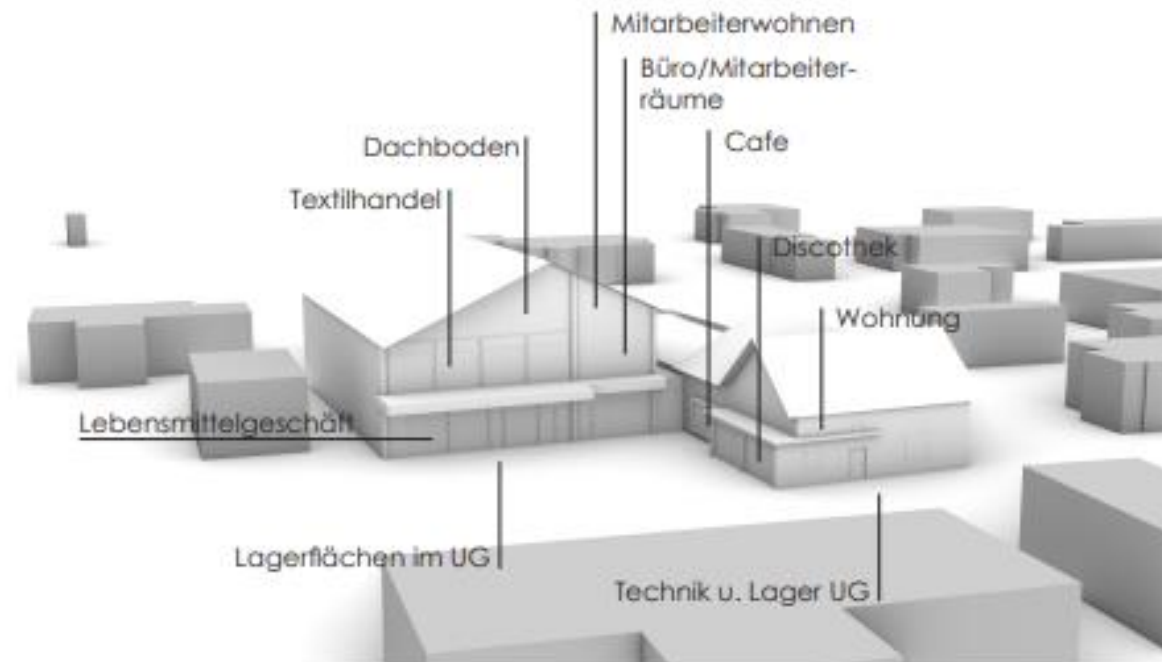 Mitarbeiterwohnen
Büro/Mitarbeiter-
räume
Cafe
Dachboden
Textilhandel
Discothek
Wohnung
Lebensmittelgeschäft
Lagerflächen im UG
Technik u. Lager UG